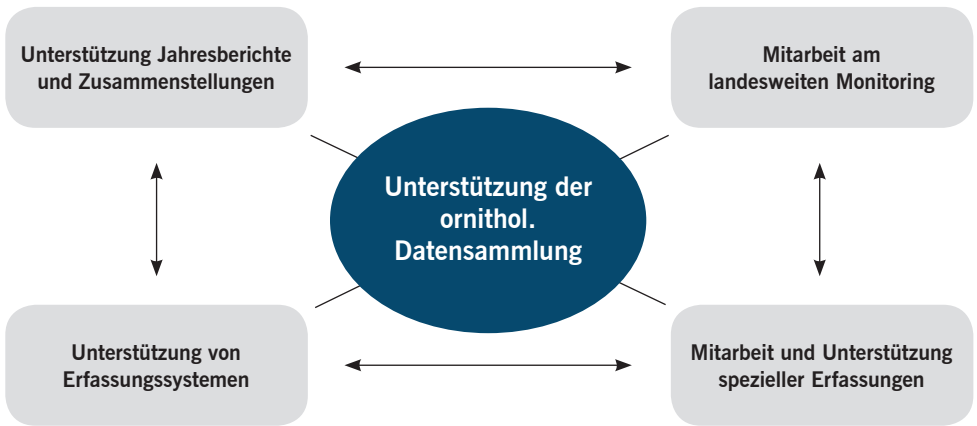 Unterstützung Jahresberichte
und Zusammenstellungen
Mitarbeit am
landesweiten Monitoring
Unterstützung der
ornithol.
Datensammlung
Unterstützung von
Erfassungssystemen
Mitarbeit und Unterstützung
spezieller Erfassungen